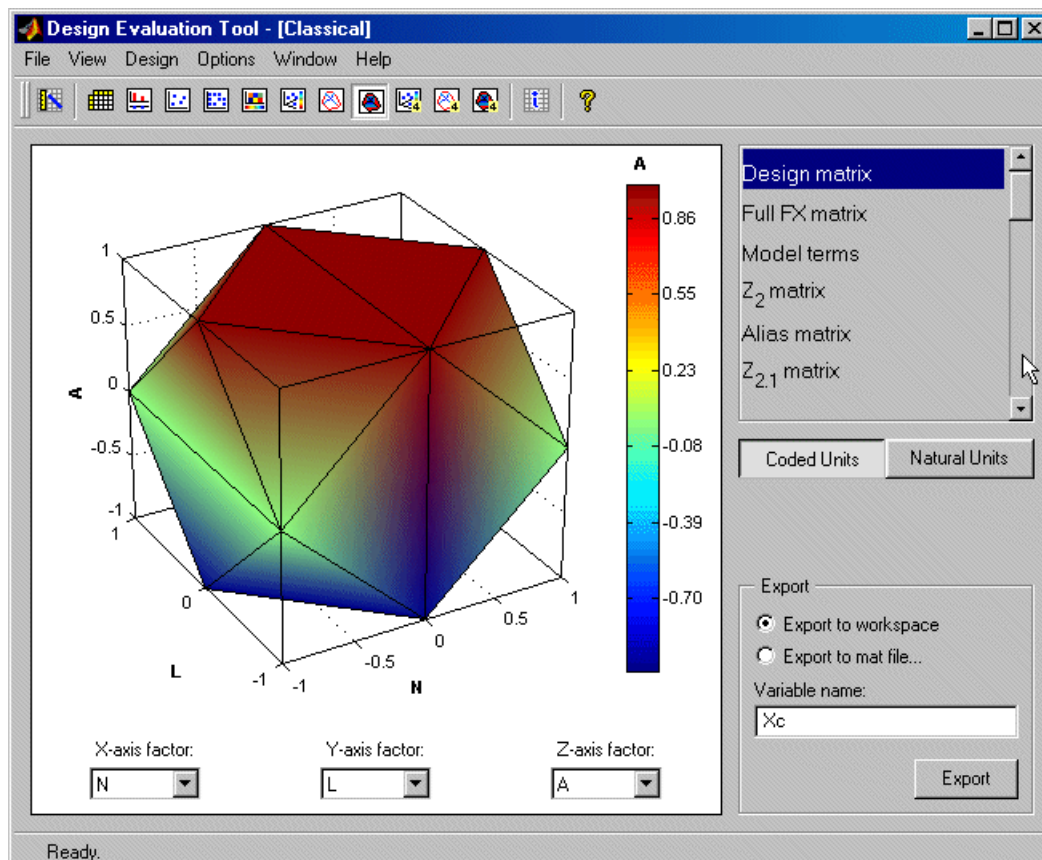 Design Evaluation Tool - [Classical]
File View Design Options Window Help
4 4 4 i ?
A
1
0.5
0
-0.5
-1
A
1
0
-1
L
-1
-0.5
0
0.5
1
N
0.86
0.55
0.23
-0.08
-0.39
-0.70
X-axis factor:
N
Y-axis factor:
L
Z-axis factor:
A
Design matrix
Full FX matrix
Model terms
Z2 matrix
Alias matrix
Z2.1 matrix
Coded Units Natural Units
Export
Export to workspace
Export to mat file...
Variable name:
Xc
Export
Ready.